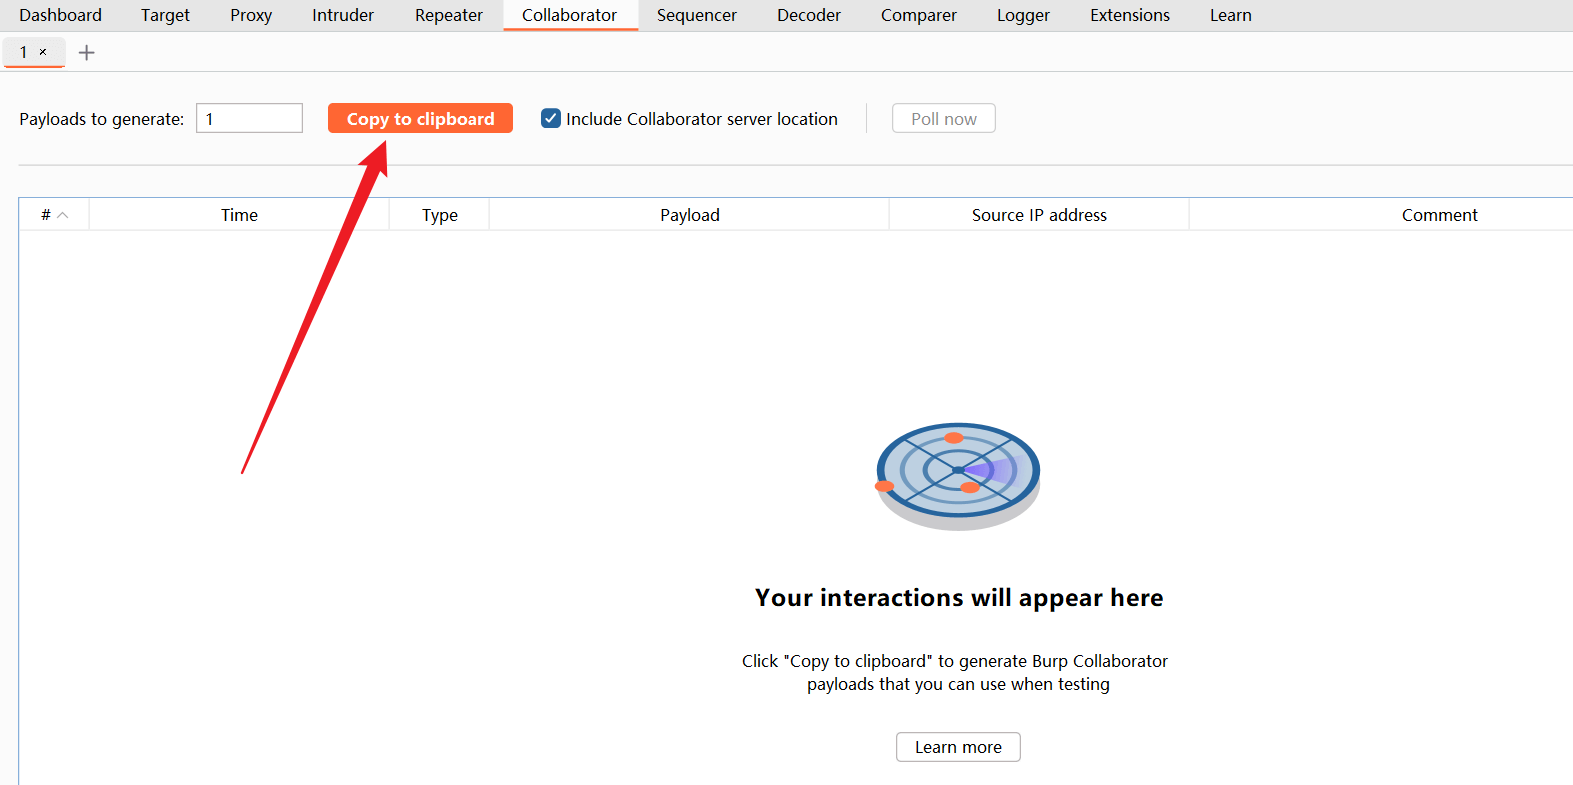 Dashboard Target Proxy Intruder Repeater Collaborator Sequencer Decoder Comparer Logger Extensions Learn
1 × +
Payloads to generate: 1 Copy to clipboard Include Collaborator server location Poll now
# Time Type Payload Source IP address Comment
Your interactions will appear here
Click "Copy to clipboard" to generate Burp Collaborator
payloads that you can use when testing
Learn more